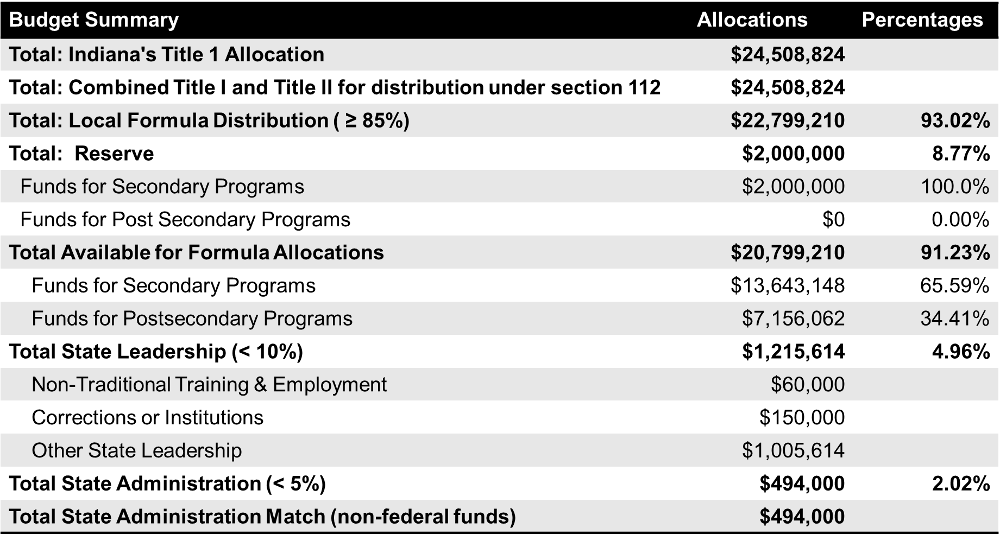 Budget Summary Allocations Percentages
Total: Indiana's Title 1 Allocation $24,508,824
Total: Combined Title I and Title II for distribution under section 112 $24,508,824
Total: Local Formula Distribution ( ≥ 85%) $22,799,210 93.02%
Total: Reserve $2,000,000 8.77%
Funds for Secondary Programs $2,000,000 100.0%
Funds for Post Secondary Programs $0 0.00%
Total Available for Formula Allocations $20,799,210 91.23%
Funds for Secondary Programs $13,643,148 65.59%
Funds for Postsecondary Programs $7,156,062 34.41%
Total State Leadership (< 10%) $1,215,614 4.96%
Non-Traditional Training & Employment $60,000
Corrections or Institutions $150,000
Other State Leadership $1,005,614
Total State Administration (< 5%) $494,000 2.02%
Total State Administration Match (non-federal funds) $494,000